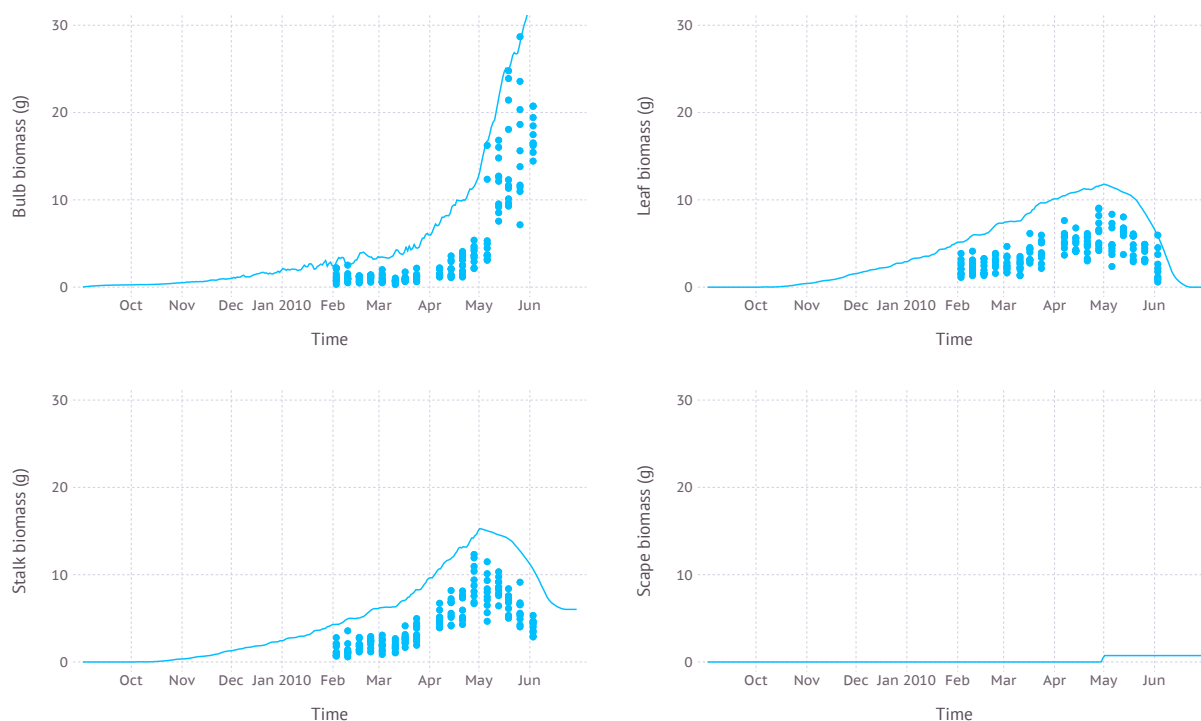 30
20
10
0
Bulb biomass (g)
Oct Nov Dec Jan 2010 Feb Mar Apr May Jun
Time
30
20
10
0
Leaf biomass (g)
Oct Nov Dec Jan 2010 Feb Mar Apr May Jun
Time
30
20
10
0
Stalk biomass (g)
Oct Nov Dec Jan 2010 Feb Mar Apr May Jun
Time
30
20
10
0
Scape biomass (g)
Oct Nov Dec Jan 2010 Feb Mar Apr May Jun
Time